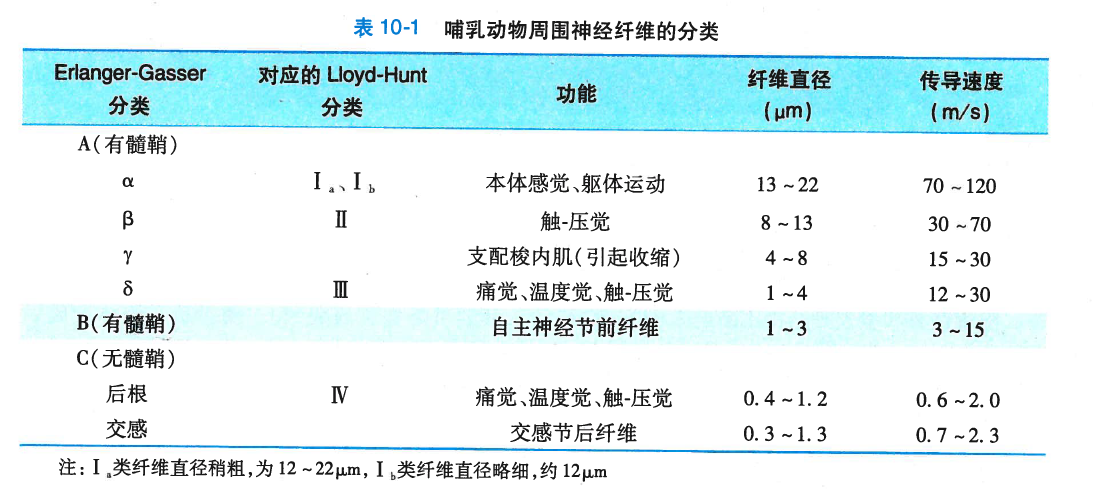 表 10-1 哺乳动物周围神经纤维的分类
Erlanger-Gasser 分类 对应的 Lloyd-Hunt 分类 功能 纤维直径 (μm) 传导速度 (m/s)
A(有髓鞘)
α Ⅰa、Ⅰb 本体感觉、躯体运动 13~22 70~120
β Ⅱ 触-压觉 8~13 30~70
γ 支配梭内肌(引起收缩) 4~8 15~30
δ Ⅲ 痛觉、温度觉、触-压觉 1~4 12~30
B(有髓鞘) 自主神经节前纤维 1~3 3~15
C(无髓鞘)
后根 Ⅳ 痛觉、温度觉、触-压觉 0.4~1.2 0.6~2.0
交感 交感节后纤维 0.3~1.3 0.7~2.3
注:Ⅰa类纤维直径稍粗,为 12~22μm,Ⅰb类纤维直径略细,约 12μm